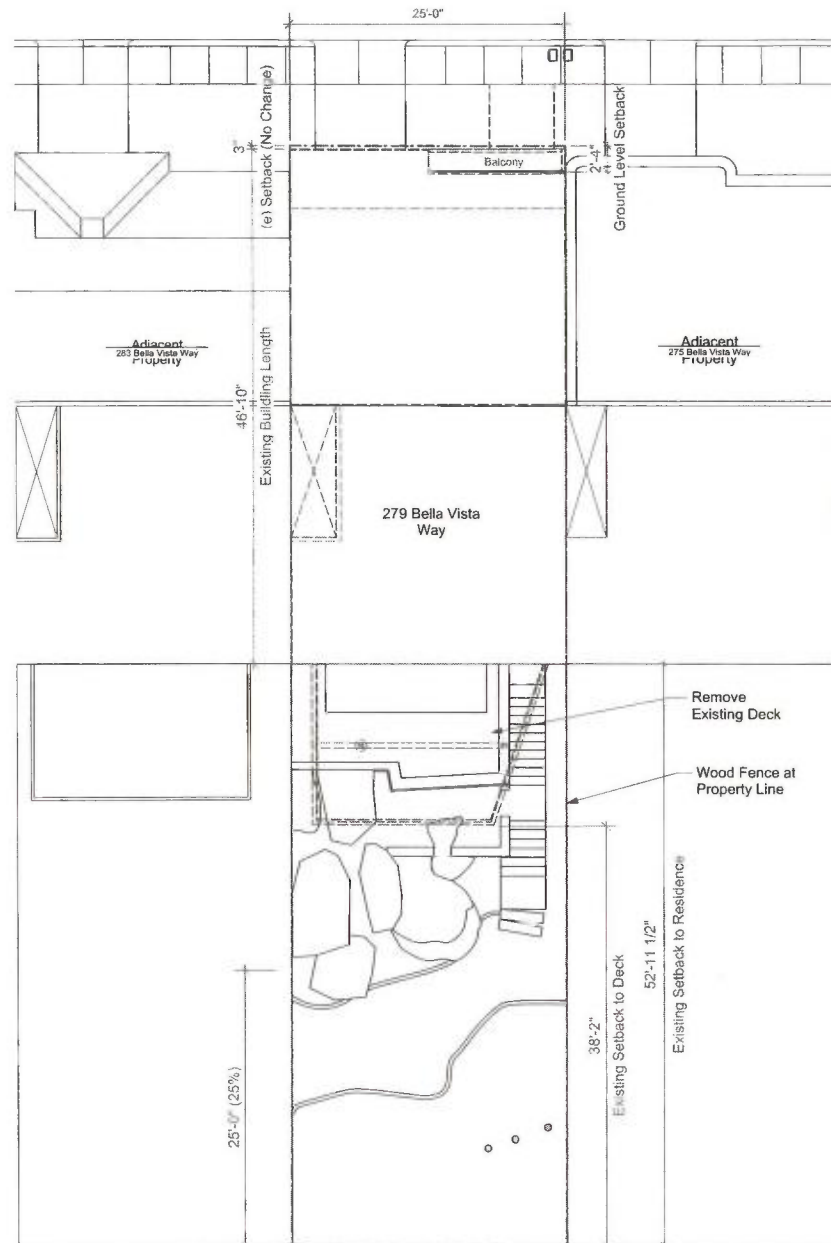 25'-0"
(e) Setback (No Change)
3"
Balcony
2'-4"
Ground Level Setback
Adjacent
283 Bella Vista Way
Property
Adjacent
275 Bella Vista Way
Property
46'-10"
Existing Buildling Length
279 Bella Vista
Way
Remove
Existing Deck
Wood Fence at
Property Line
25'-0" (25%)
38'-2"
Existing Setback to Deck
52'-11 1/2"
Existing Setback to Residence